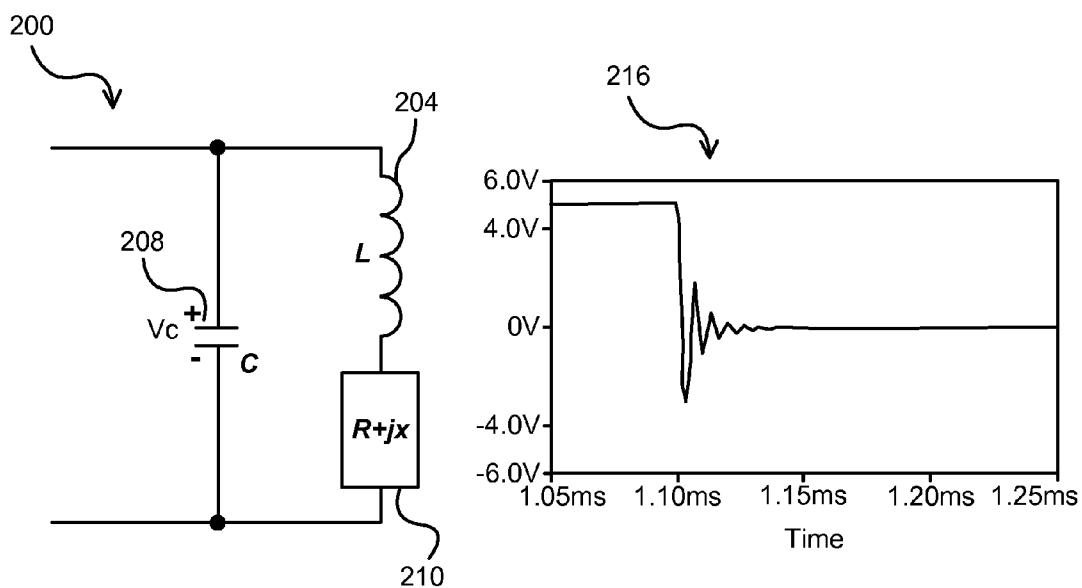 200
204
L
208
+
Vc
-
C
R+jx
210
216
6.0V
4.0V
0V
-4.0V
-6.0V
1.05ms 1.10ms 1.15ms 1.20ms 1.25ms
Time